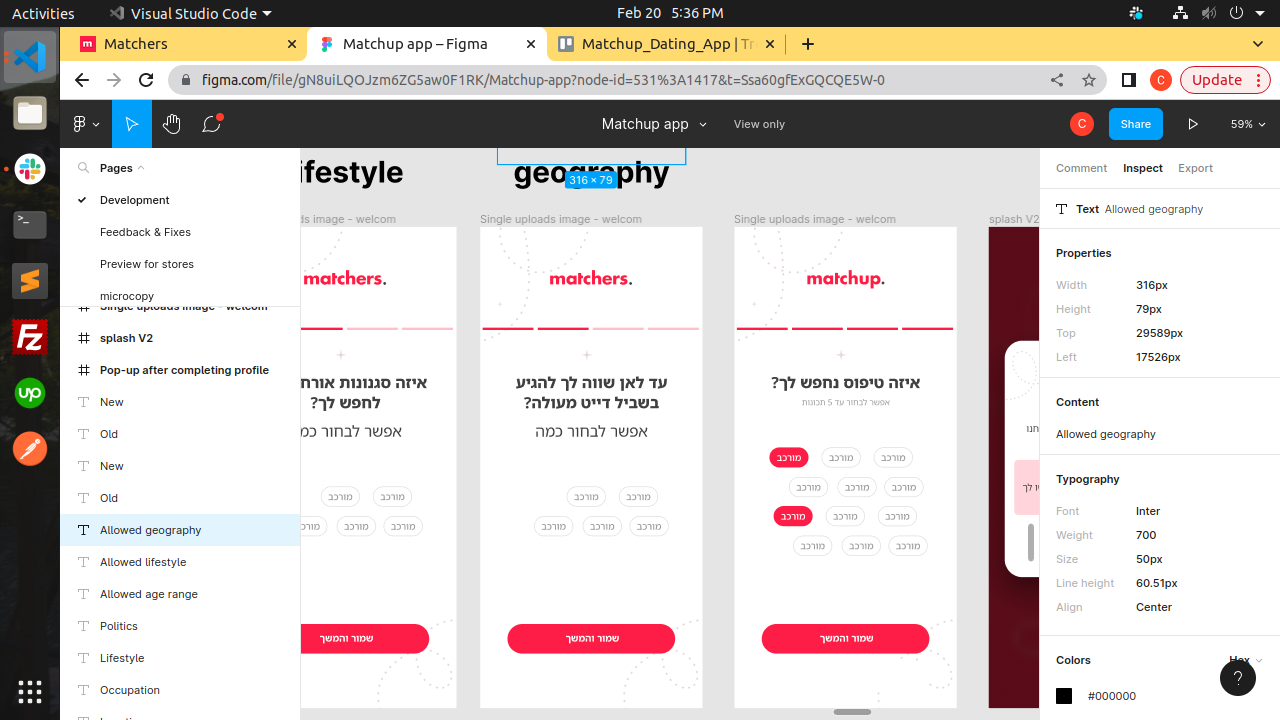 Activities
Visual Studio Code
Feb 20 5:36 PM
Matchers
Matchup app – Figma
Matchup_Dating_App | Tr
figma.com/file/gN8uiLQOJzm6ZG5aw0F1RK/Matchup-app?node-id=531%3A1417&t=Ssa60gfExGQCQE5W-0
C
Update
Matchup app
View only
C
Share
59%
Pages
Development
Feedback & Fixes
Preview for stores
microcopy
Single uploads image - welcom
splash V2
Pop-up after completing profile
New
Old
New
Old
Allowed geography
Allowed lifestyle
Allowed age range
Politics
Lifestyle
Occupation
ifestyle
geography
316 × 79
ds image - welcom
Single uploads image - welcom
Single uploads image - welcom
splash V2
matchers.
איזה סגנונות אורח
לחפש לך?
אפשר לבחור כמ
מורכב
מורכב
מורכב
מורכב
מורכב
שמור והמשך
matchers.
עד לאן שווה לך להגיע
בשביל דייט מעולה?
אפשר לבחור כמה
מורכב
מורכב
מורכב
מורכב
מורכב
שמור והמשך
matchup.
איזה טיפוס נחפש לך?
אפשר לבחור עד 5 תכונות
מורכב
מורכב
מורכב
מורכב
מורכב
מורכב
מורכב
מורכב
מורכב
מורכב
מורכב
מורכב
שמור והמשך
Comment
Inspect
Export
Text Allowed geography
Properties
Width 316px
Height 79px
Top 29589px
Left 17526px
Content
Allowed geography
Typography
Font Inter
Weight 700
Size 50px
Line height 60.51px
Align Center
Colors
Hex
#000000
?